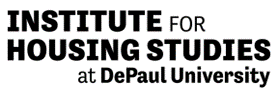 INSTITUTE FOR
HOUSING STUDIES
at DePaul University